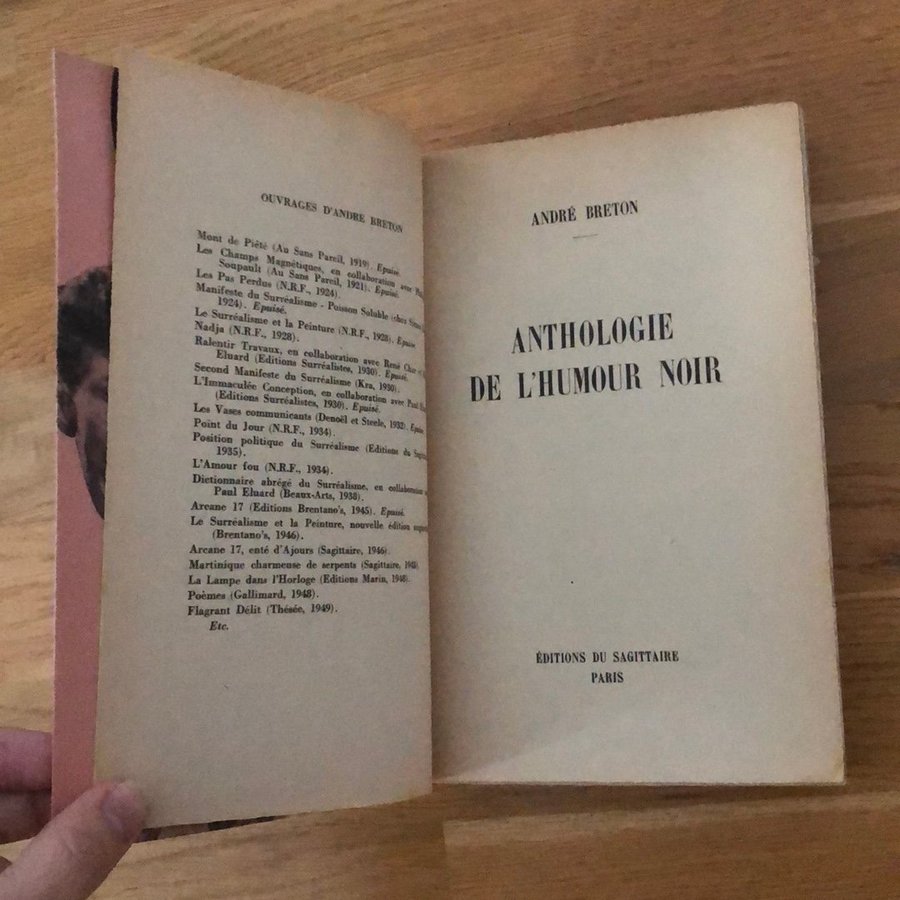 OUVRAGES D'ANDRE BRETON
Mont de Piété (Au Sans Pareil, 1919). Epuisé.
Les Champs Magnétiques, en collaboration avec
Soupault (Au Sans Pareil, 1921). Epuisé.
Les Pas Perdus (N.R.F., 1924).
Manifeste du Surréalisme - Poisson Soluble (chez
1924). Epuisé.
Le Surréalisme et la Peinture (N.R.F., 1928). Epuisé.
Nadja (N.R.F., 1928).
Ralentir Travaux, en collaboration avec René Char
Eluard (Editions Surréalistes, 1930). Epuisé.
Second Manifeste du Surréalisme (Kra, 1930).
L'Immaculée Conception, en collaboration avec Paul
(Editions Surréalistes, 1930). Epuisé.
Les Vases communicants (Denoël et Steele, 1932)
Point du Jour (N.R.F., 1934).
Position politique du Surréalisme (Editions du
1935).
L'Amour fou (N.R.F., 1934).
Dictionnaire abrégé du Surréalisme, en
Paul Eluard (Beaux-Arts, 1938).
Arcane 17 (Editions Brentano's, 1945). Epuisé.
Le Surréalisme et la Peinture, nouvelle édition
(Brentano's, 1946).
Arcane 17, enté d'Ajours (Sagittaire, 1946).
Martinique charmeuse de serpents (Sagittaire,
La Lampe dans l'Horloge (Editions Marin, 1948).
Poèmes (Gallimard, 1948).
Flagrant Délit (Thésée, 1949).
Etc.
ANDRÉ BRETON
ANTHOLOGIE
DE L'HUMOUR NOIR
ÉDITIONS DU SAGITTAIRE
PARIS